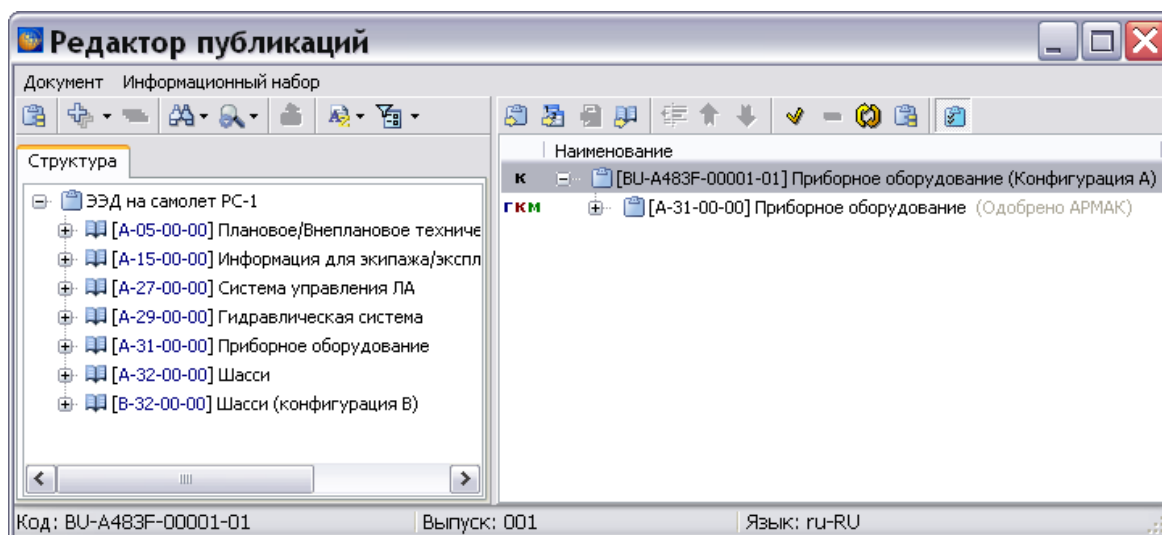 Редактор публикаций
Документ Информационный набор
Структура
ЭЭД на самолет РС-1
[A-05-00-00] Плановое/Внеплановое техниче
[A-15-00-00] Информация для экипажа/экспл
[A-27-00-00] Система управления ЛА
[A-29-00-00] Гидравлическая система
[A-31-00-00] Приборное оборудование
[A-32-00-00] Шасси
[B-32-00-00] Шасси (конфигурация B)
Наименование
К [BU-A483F-00001-01] Приборное оборудование (Конфигурация A)
ГКМ [A-31-00-00] Приборное оборудование (Одобрено АРМАК)
Код: BU-A483F-00001-01 Выпуск: 001 Язык: ru-RU